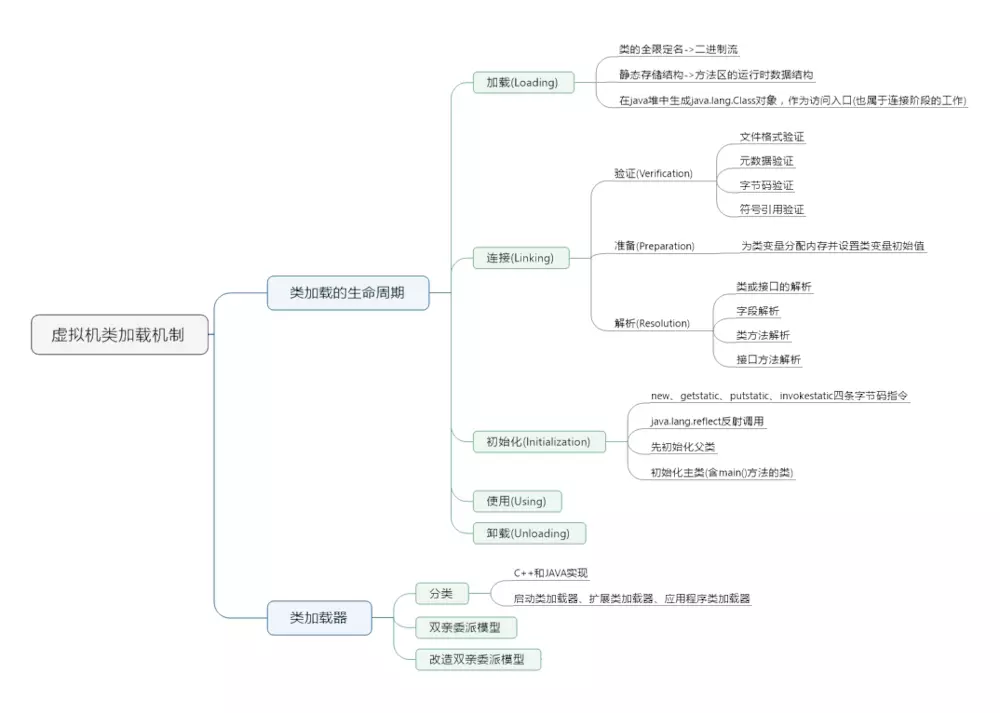 虚拟机类加载机制
类加载的生命周期
加载(Loading)
类的全限定名->二进制流
静态存储结构->方法区的运行时数据结构
在java堆中生成java.lang.Class对象，作为访问入口(也属于连接阶段的工作)
连接(Linking)
验证(Verification)
文件格式验证
元数据验证
字节码验证
符号引用验证
准备(Preparation)
为类变量分配内存并设置类变量初始值
解析(Resolution)
类或接口的解析
字段解析
类方法解析
接口方法解析
初始化(Initialization)
new、getstatic、putstatic、invokestatic四条字节码指令
java.lang.reflect反射调用
先初始化父类
初始化主类(含main()方法的类)
使用(Using)
卸载(Unloading)
类加载器
分类
C++和JAVA实现
启动类加载器、扩展类加载器、应用程序类加载器
双亲委派模型
改造双亲委派模型